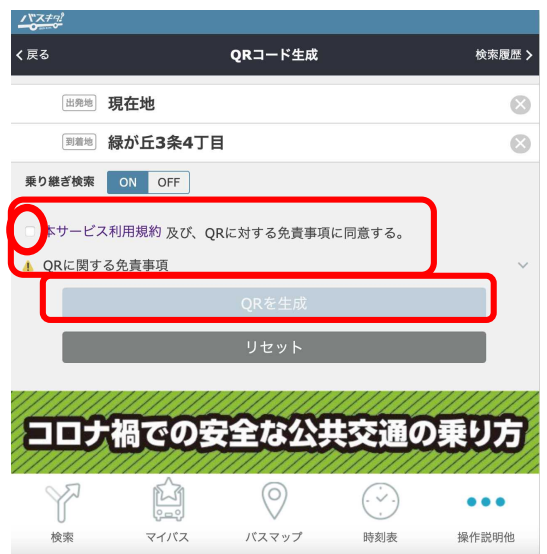 バスキタ!
戻る
QRコード生成
検索履歴
出発地 現在地
到着地 緑が丘3条4丁目
乗り継ぎ検索 ON OFF
本サービス利用規約 及び、QRに対する免責事項に同意する。
QRに関する免責事項
QRを生成
リセット
コロナ禍での安全な公共交通の乗り方
検索
マイバス
バスマップ
時刻表
操作説明他